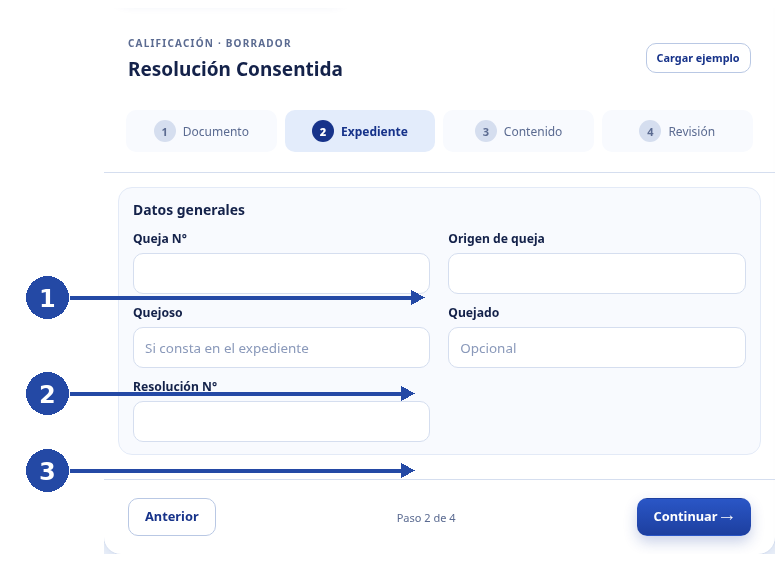 CALIFICACIÓN · BORRADOR
Resolución Consentida
Cargar ejemplo
1 Documento
2 Expediente
3 Contenido
4 Revisión
Datos generales
Queja N°
Origen de queja
1
Quejoso
Quejado
Si consta en el expediente
Opcional
2
Resolución N°
3
Anterior
Paso 2 de 4
Continuar →